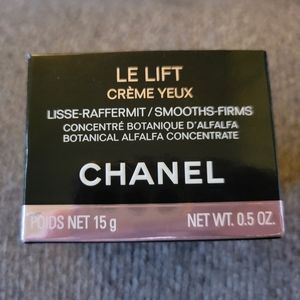 LE LIFT
CRÈME YEUX
LISSE-RAFFERMIT / SMOOTHS-FIRMS
CONCENTRÉ BOTANIQUE D'ALFALFA
BOTANICAL ALFALFA CONCENTRATE
CHANEL
POIDS NET 15 g NET WT. 0.5 OZ.